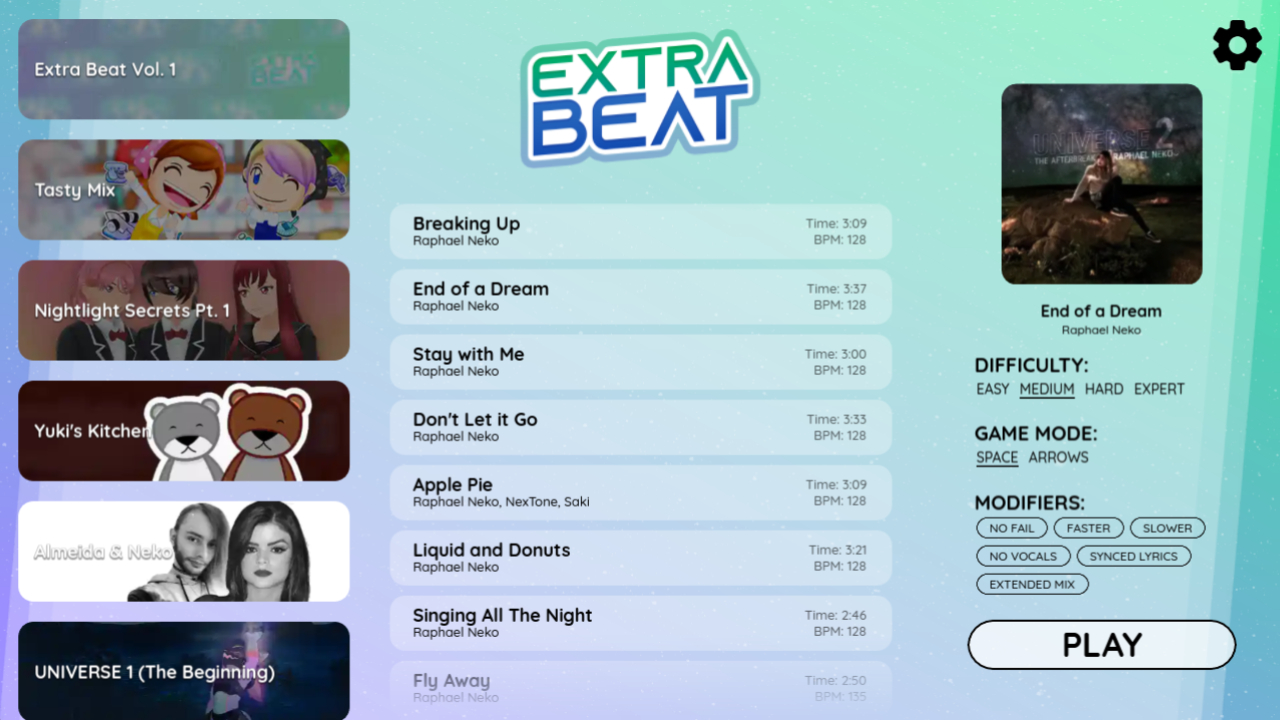 Extra Beat Vol. 1
Tasty Mix
Nightlight Secrets Pt. 1
Yuki's Kitchen
Almeida & Neko
UNIVERSE 1 (The Beginning)
EXTRA
BEAT
Breaking Up
Raphael Neko
Time: 3:09
BPM: 128
End of a Dream
Raphael Neko
Time: 3:37
BPM: 128
Stay with Me
Raphael Neko
Time: 3:00
BPM: 128
Don't Let it Go
Raphael Neko
Time: 3:33
BPM: 128
Apple Pie
Raphael Neko, NexTone, Saki
Time: 3:09
BPM: 128
Liquid and Donuts
Raphael Neko
Time: 3:21
BPM: 128
Singing All The Night
Raphael Neko
Time: 2:46
BPM: 128
Fly Away
Raphael Neko
Time: 2:50
BPM: 135
UNIVERSE 2
RAPHAEL NEKO
End of a Dream
Raphael Neko
DIFFICULTY:
EASY MEDIUM HARD EXPERT
GAME MODE:
SPACE ARROWS
MODIFIERS:
NO FAIL FASTER SLOWER
NO VOCALS SYNCED LYRICS
EXTENDED MIX
PLAY